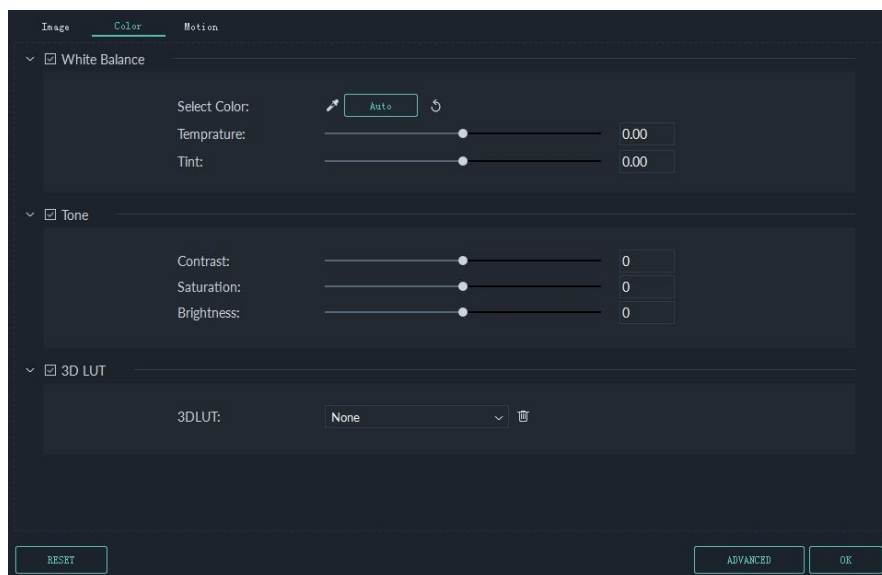 Image Color Motion
White Balance
Select Color: Auto
Temprature: 0.00
Tint: 0.00
Tone
Contrast: 0
Saturation: 0
Brightness: 0
3D LUT
3DLUT: None
RESET ADVANCED OK